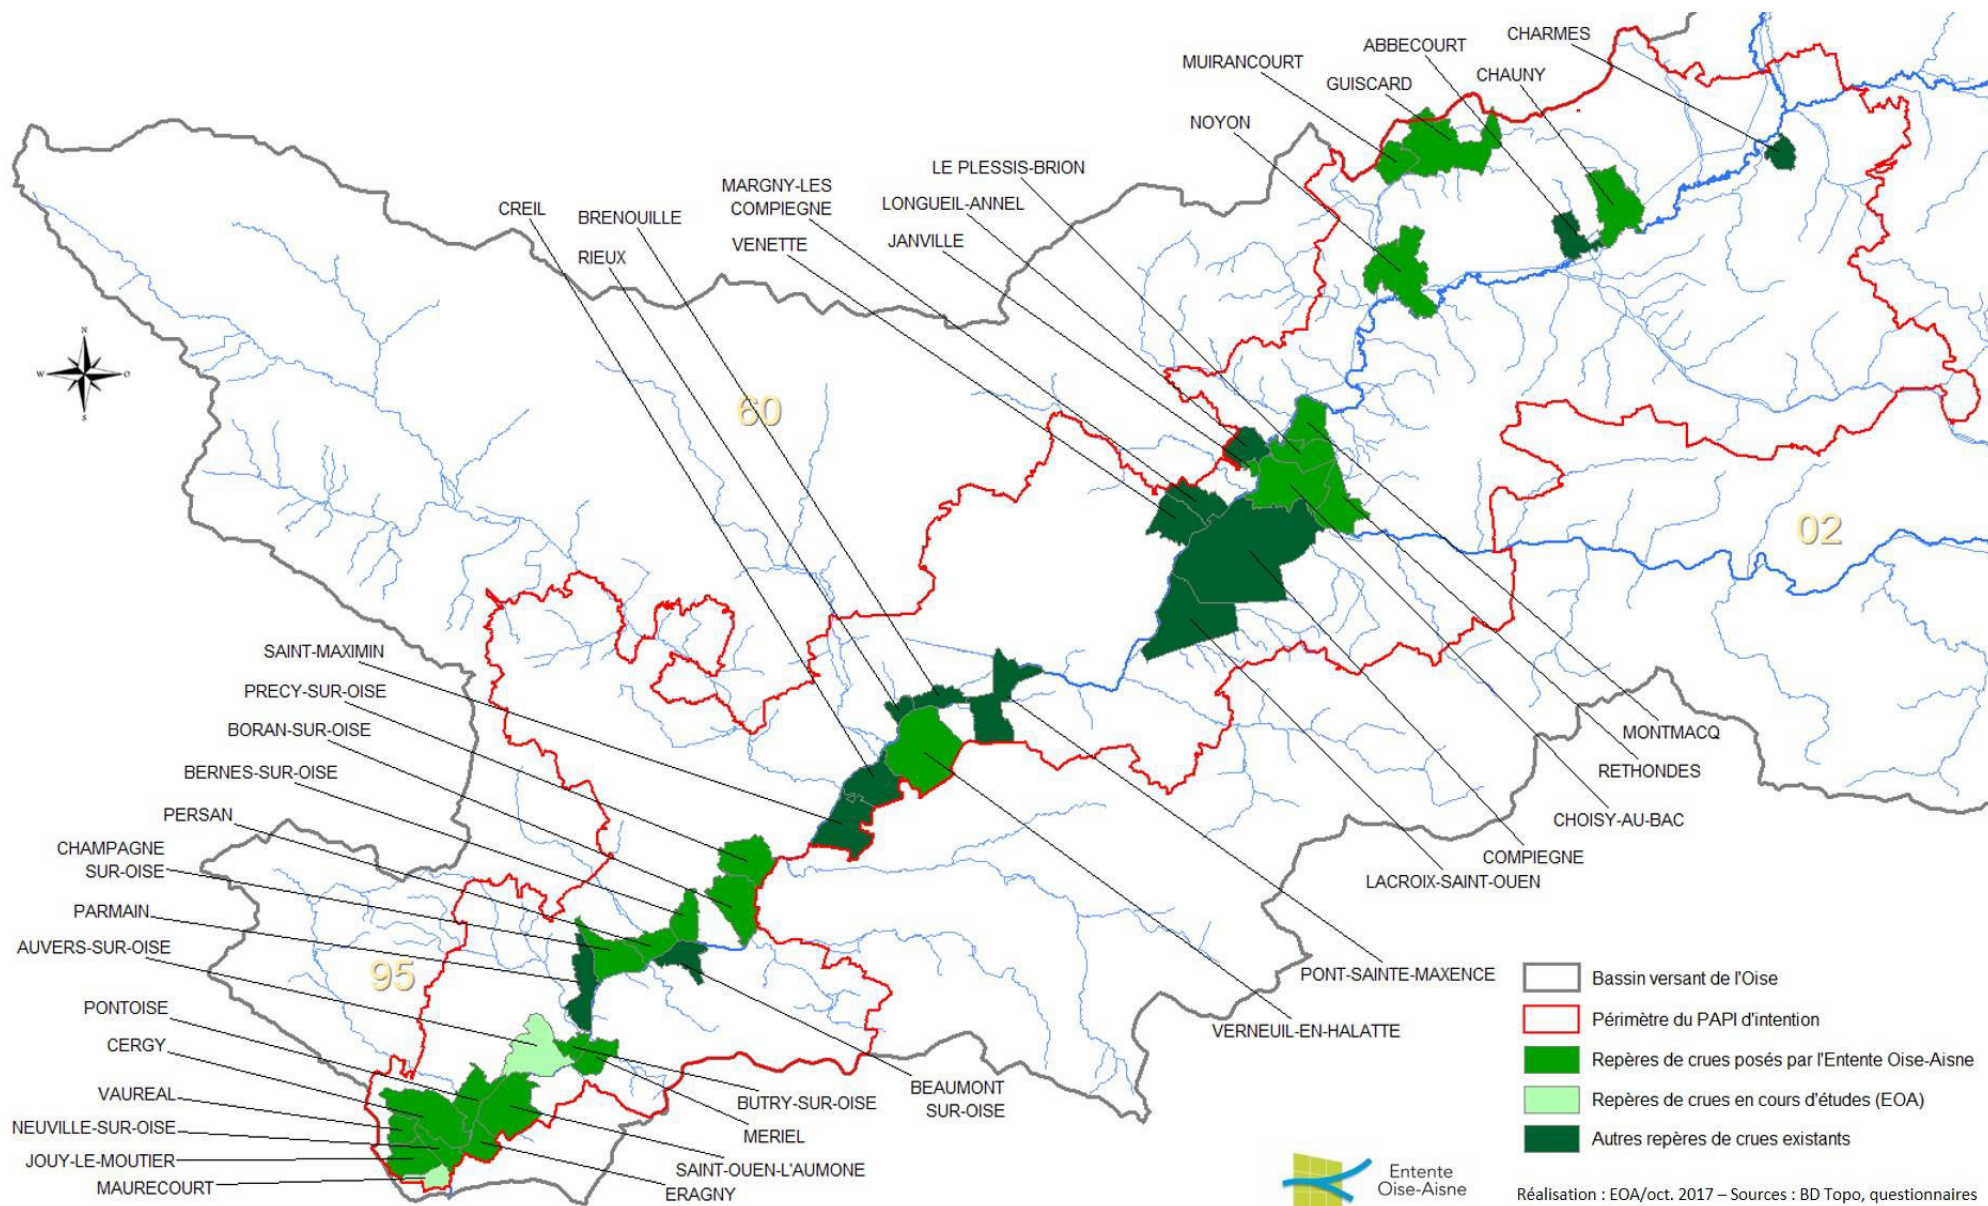 CHARMES
ABBECOURT
CHAUNY
MUIRANCOURT
GUISCARD
NOYON
LE PLESSIS-BRION
MARGNY-LES
COMPIEGNE
LONGUEIL-ANNEL
CREIL
BRENOUILLE
VENETTE
JANVILLE
RIEUX
N
W
O
S
60
02
SAINT-MAXIMIN
PRECY-SUR-OISE
BORAN-SUR-OISE
BERNES-SUR-OISE
PERSAN
CHAMPAGNE
SUR-OISE
PARMAIN
AUVERS-SUR-OISE
95
PONTOISE
CERGY
VAUREAL
NEUVILLE-SUR-OISE
JOUY-LE-MOUTIER
MAURECOURT
MONTMACQ
RETHONDES
CHOISY-AU-BAC
COMPIEGNE
LACROIX-SAINT-OUEN
PONT-SAINTE-MAXENCE
VERNEUIL-EN-HALATTE
BEAUMONT
SUR-OISE
BUTRY-SUR-OISE
MERIEL
SAINT-OUEN-L'AUMONE
ERAGNY
Bassin versant de l'Oise
Périmètre du PAPI d'intention
Repères de crues posés par l'Entente Oise-Aisne
Repères de crues en cours d'études (EOA)
Autres repères de crues existants
Entente
Oise-Aisne
Réalisation : EOA/oct. 2017 – Sources : BD Topo, questionnaires